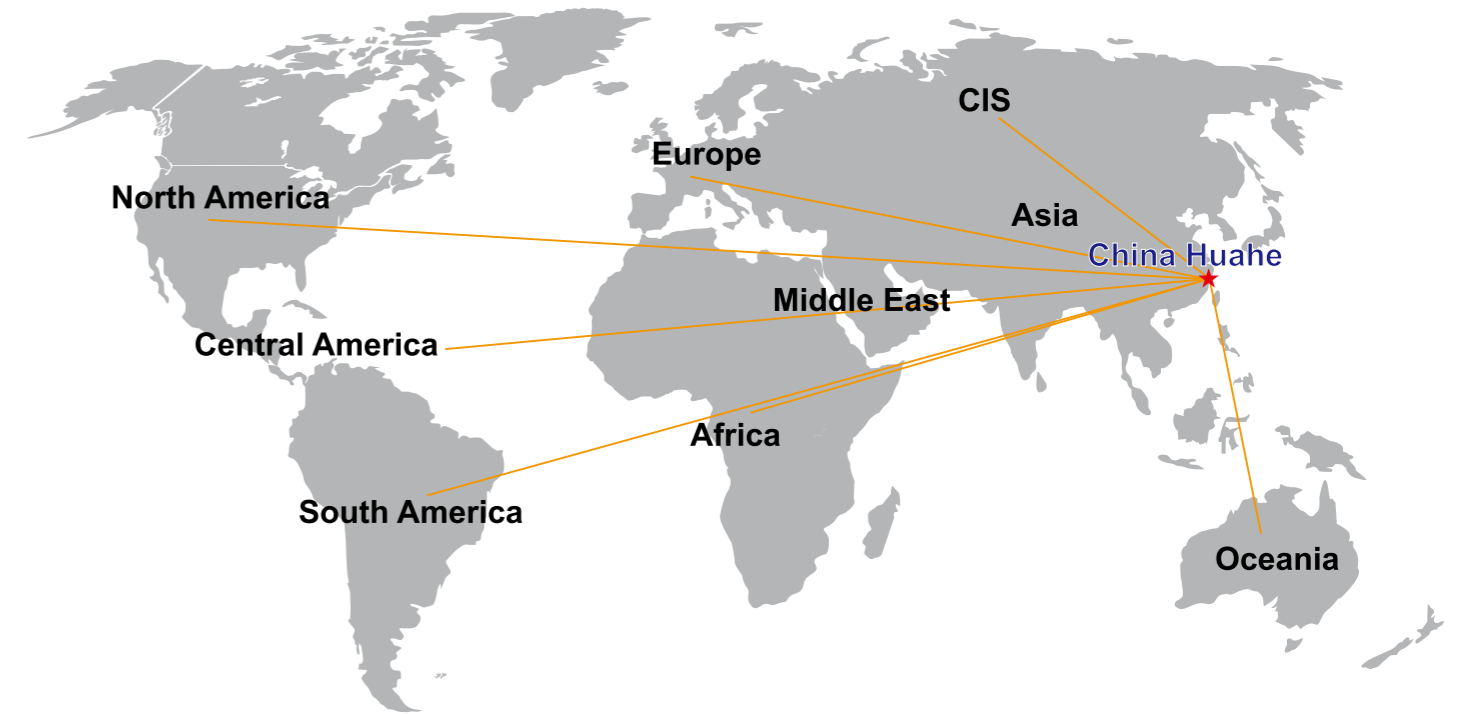 CIS
Europe
North America
Asia
China Huahe
Middle East
Central America
Africa
South America
Oceania